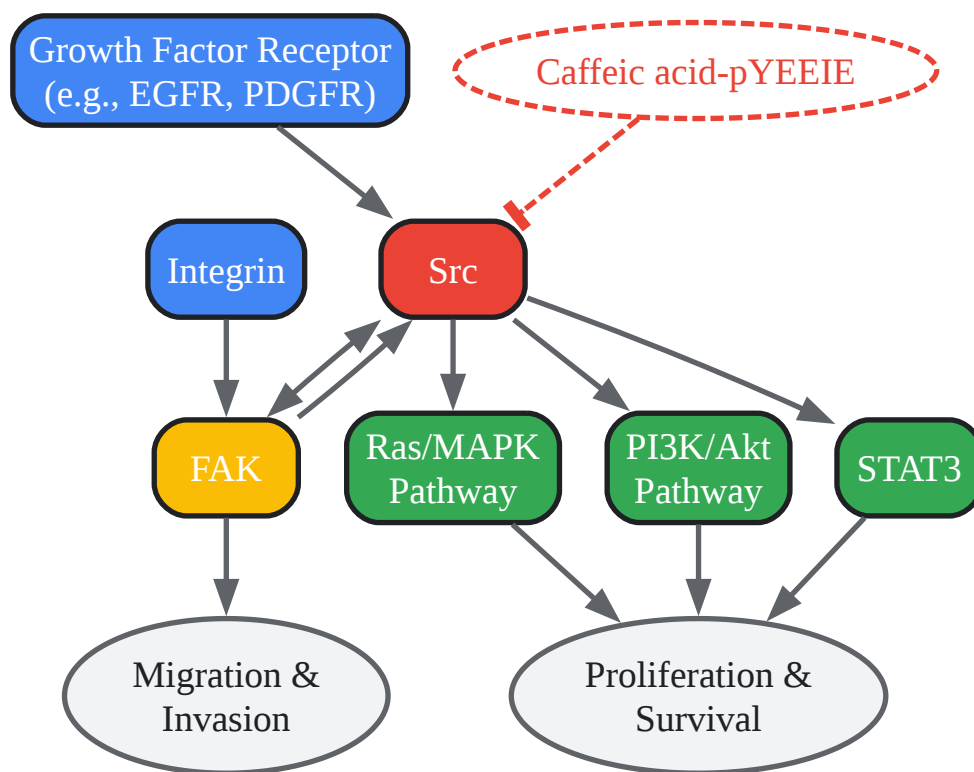 Growth Factor Receptor
(e.g., EGFR, PDGFR)
Caffeic acid-pYEEIE
Integrin
Src
FAK
Ras/MAPK
Pathway
PI3K/Akt
Pathway
STAT3
Migration &
Invasion
Proliferation &
Survival